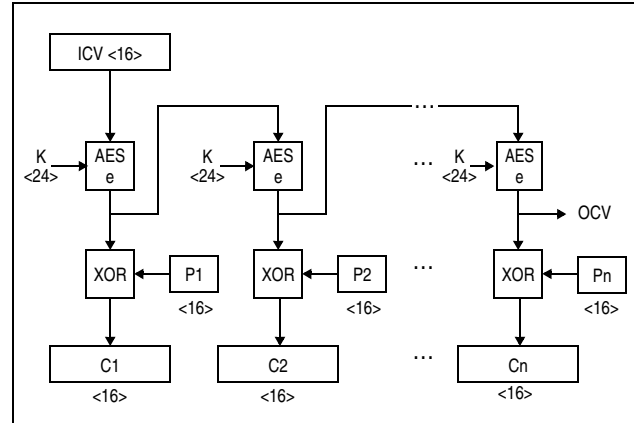 ICV <16>
...
K
<24>
AES
e
K
<24>
AES
e
...
K
<24>
AES
e
OCV
XOR
P1
<16>
XOR
P2
<16>
...
XOR
Pn
<16>
C1
<16>
C2
<16>
...
Cn
<16>